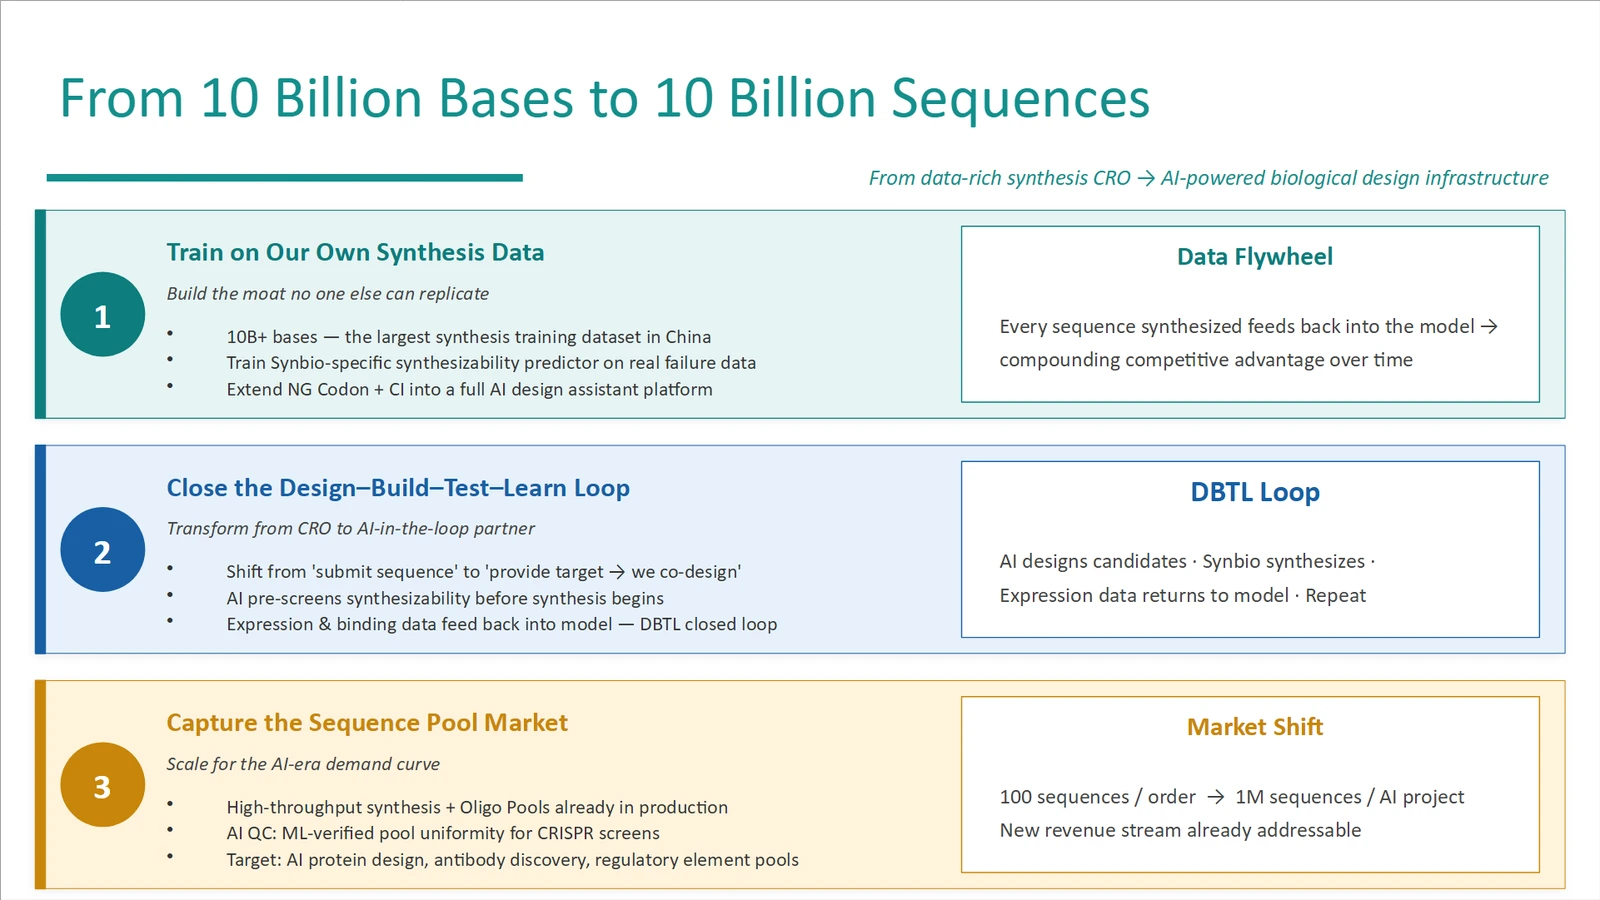 From 10 Billion Bases to 10 Billion Sequences
From data-rich synthesis CRO → AI-powered biological design infrastructure
1
Train on Our Own Synthesis Data
Build the moat no one else can replicate
• 10B+ bases — the largest synthesis training dataset in China
• Train Synbio-specific synthesizability predictor on real failure data
• Extend NG Codon + CI into a full AI design assistant platform
Data Flywheel
Every sequence synthesized feeds back into the model →
compounding competitive advantage over time
2
Close the Design–Build–Test–Learn Loop
Transform from CRO to AI-in-the-loop partner
• Shift from 'submit sequence' to 'provide target → we co-design'
• AI pre-screens synthesizability before synthesis begins
• Expression & binding data feed back into model — DBTL closed loop
DBTL Loop
AI designs candidates · Synbio synthesizes ·
Expression data returns to model · Repeat
3
Capture the Sequence Pool Market
Scale for the AI-era demand curve
• High-throughput synthesis + Oligo Pools already in production
• AI QC: ML-verified pool uniformity for CRISPR screens
• Target: AI protein design, antibody discovery, regulatory element pools
Market Shift
100 sequences / order → 1M sequences / AI project
New revenue stream already addressable